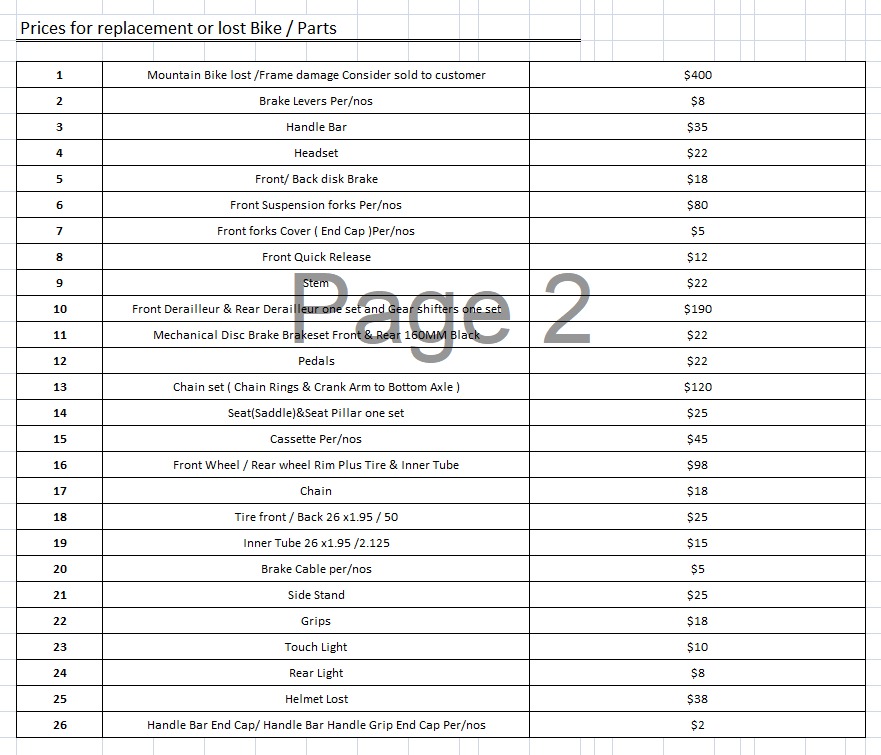 Prices for replacement or lost Bike / Parts
1 Mountain Bike lost /Frame damage Consider sold to customer $400
2 Brake Levers Per/nos $8
3 Handle Bar $35
4 Headset $22
5 Front/ Back disk Brake $18
6 Front Suspension forks Per/nos $80
7 Front forks Cover ( End Cap )Per/nos $5
8 Front Quick Release $12
9 Stem $22
10 Front Derailleur & Rear Derailleur one set and Gear shifters one set $190
11 Mechanical Disc Brake Brakeset Front & Rear 160MM Black $22
Page 2
12 Pedals $22
13 Chain set ( Chain Rings & Crank Arm to Bottom Axle ) $120
14 Seat(Saddle)&Seat Pillar one set $25
15 Cassette Per/nos $45
16 Front Wheel / Rear wheel Rim Plus Tire & Inner Tube $98
17 Chain $18
18 Tire front / Back 26 x1.95 / 50 $25
19 Inner Tube 26 x1.95 /2.125 $15
20 Brake Cable per/nos $5
21 Side Stand $25
22 Grips $18
23 Touch Light $10
24 Rear Light $8
25 Helmet Lost $38
26 Handle Bar End Cap/ Handle Bar Handle Grip End Cap Per/nos $2